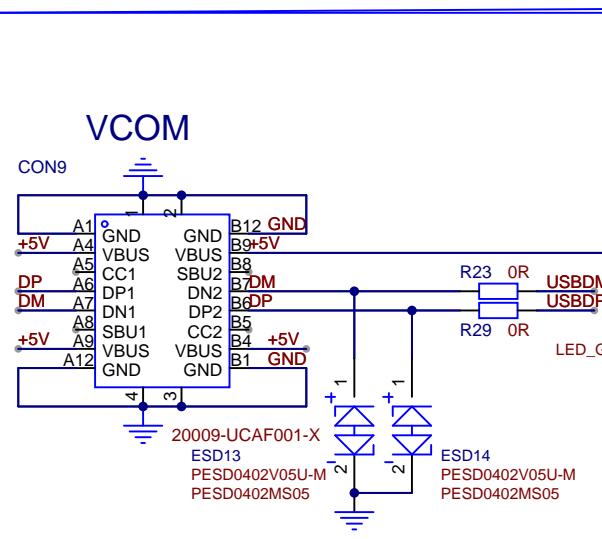 VCOM
CON9
1 2
A1 GND GND B12 GND
+5V A4 VBUS VBUS B9 +5V
A5 CC1 SBU2 B8
DP A6 DP1 DN2 B7 DM R23 0R USBDM
DM A7 DN1 DP2 B6 DP USBDP
A8 SBU1 CC2 B5 R29 0R
+5V A9 VBUS VBUS B4 +5V
A12 GND GND B1 GND LED_G
4 3 1 1
+ +
20009-UCAF001-X
- 2 - 2
ESD13 ESD14
PESD0402V05U-M PESD0402V05U-M
PESD0402MS05 PESD0402MS05